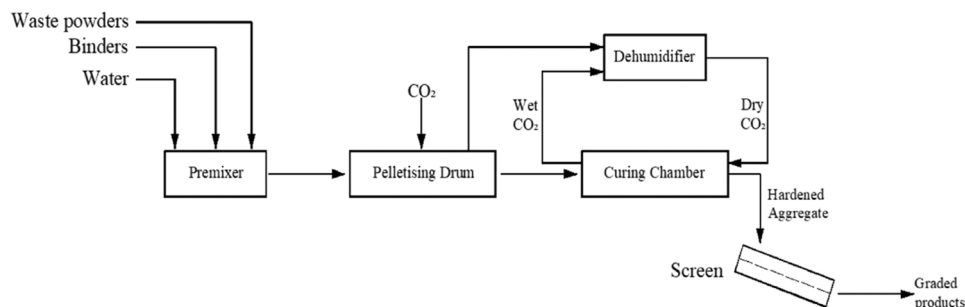 Waste powders
Binders
Water
CO₂
Dehumidifier
Wet
CO₂
Dry
CO₂
Premixer
Pelletising Drum
Curing Chamber
Hardened
Aggregate
Screen
Graded
products